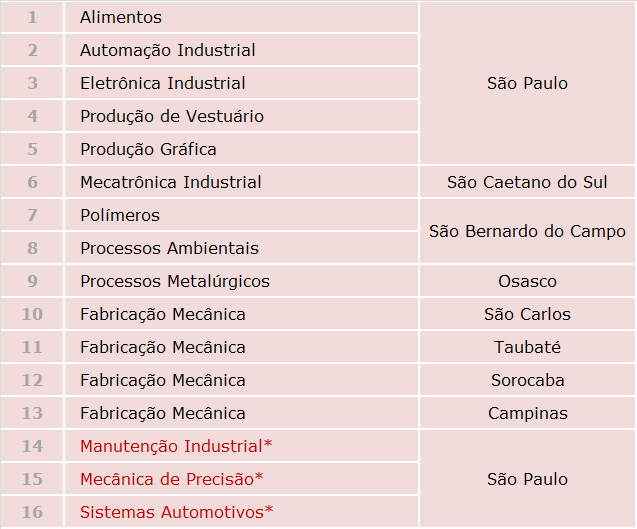 1 Alimentos São Paulo
2 Automação Industrial
3 Eletrônica Industrial
4 Produção de Vestuário
5 Produção Gráfica
6 Mecatrônica Industrial São Caetano do Sul
7 Polímeros São Bernardo do Campo
8 Processos Ambientais
9 Processos Metalúrgicos Osasco
10 Fabricação Mecânica São Carlos
11 Fabricação Mecânica Taubaté
12 Fabricação Mecânica Sorocaba
13 Fabricação Mecânica Campinas
14 Manutenção Industrial* São Paulo
15 Mecânica de Precisão*
16 Sistemas Automotivos*